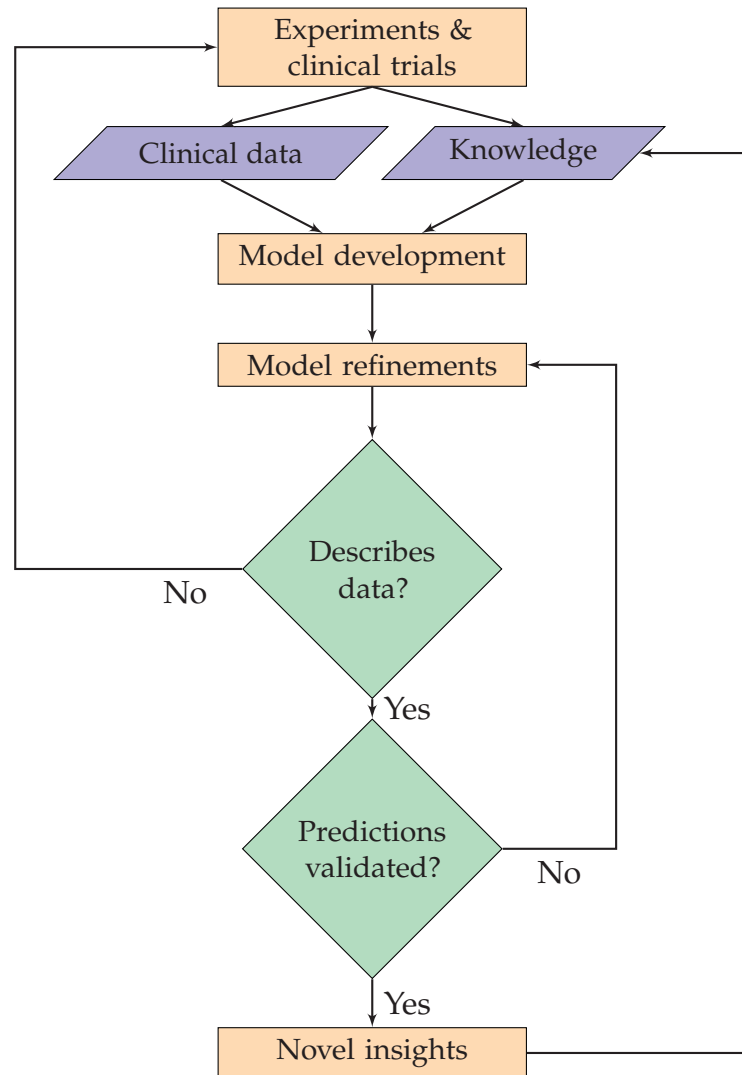 Experiments &
clinical trials
Clinical data
Knowledge
Model development
Model refinements
Describes
data?
No
Yes
Predictions
validated?
No
Yes
Novel insights